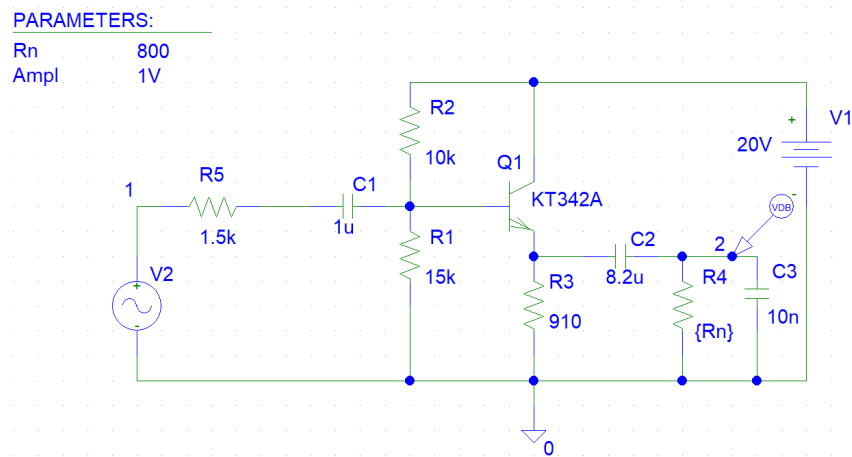 PARAMETERS:
Rn 800
Ampl 1V
R2
10k
V1
+
20V
-
Q1
KT342A
R5
1.5k
C1
1u
1
R1
15k
V2
+
-
C2
8.2u
R3
910
2
VDB
R4
{Rn}
C3
10n
0